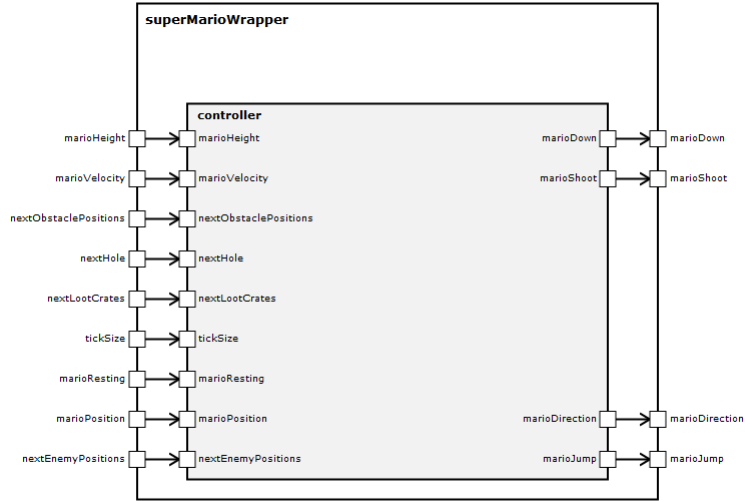 superMarioWrapper
controller
marioHeight marioHeight marioDown marioDown
marioVelocity marioVelocity marioShoot marioShoot
nextObstaclePositions nextObstaclePositions
nextHole nextHole
nextLootCrates nextLootCrates
tickSize tickSize
marioResting marioResting
marioPosition marioPosition marioDirection marioDirection
nextEnemyPositions nextEnemyPositions marioJump marioJump